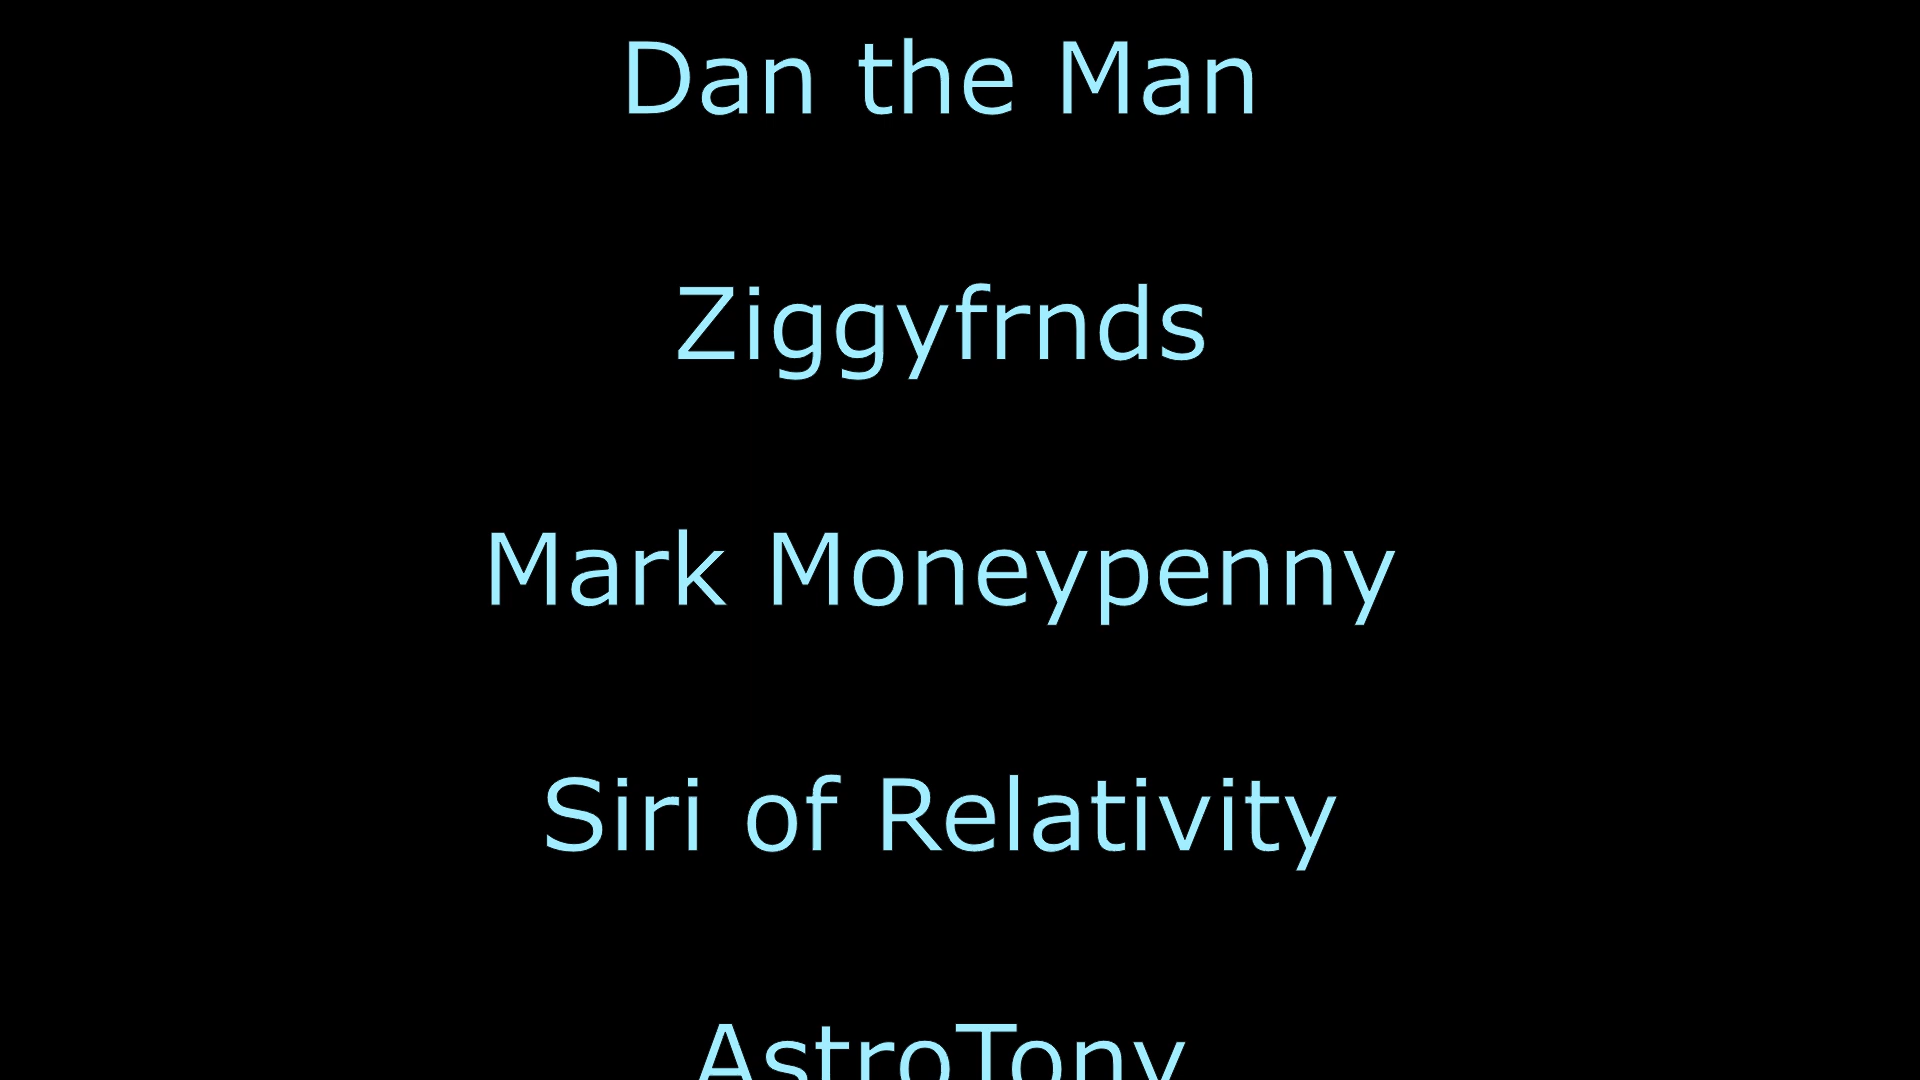 Dan the Man
Ziggyfrnds
Mark Moneypenny
Siri of Relativity
AstroTony